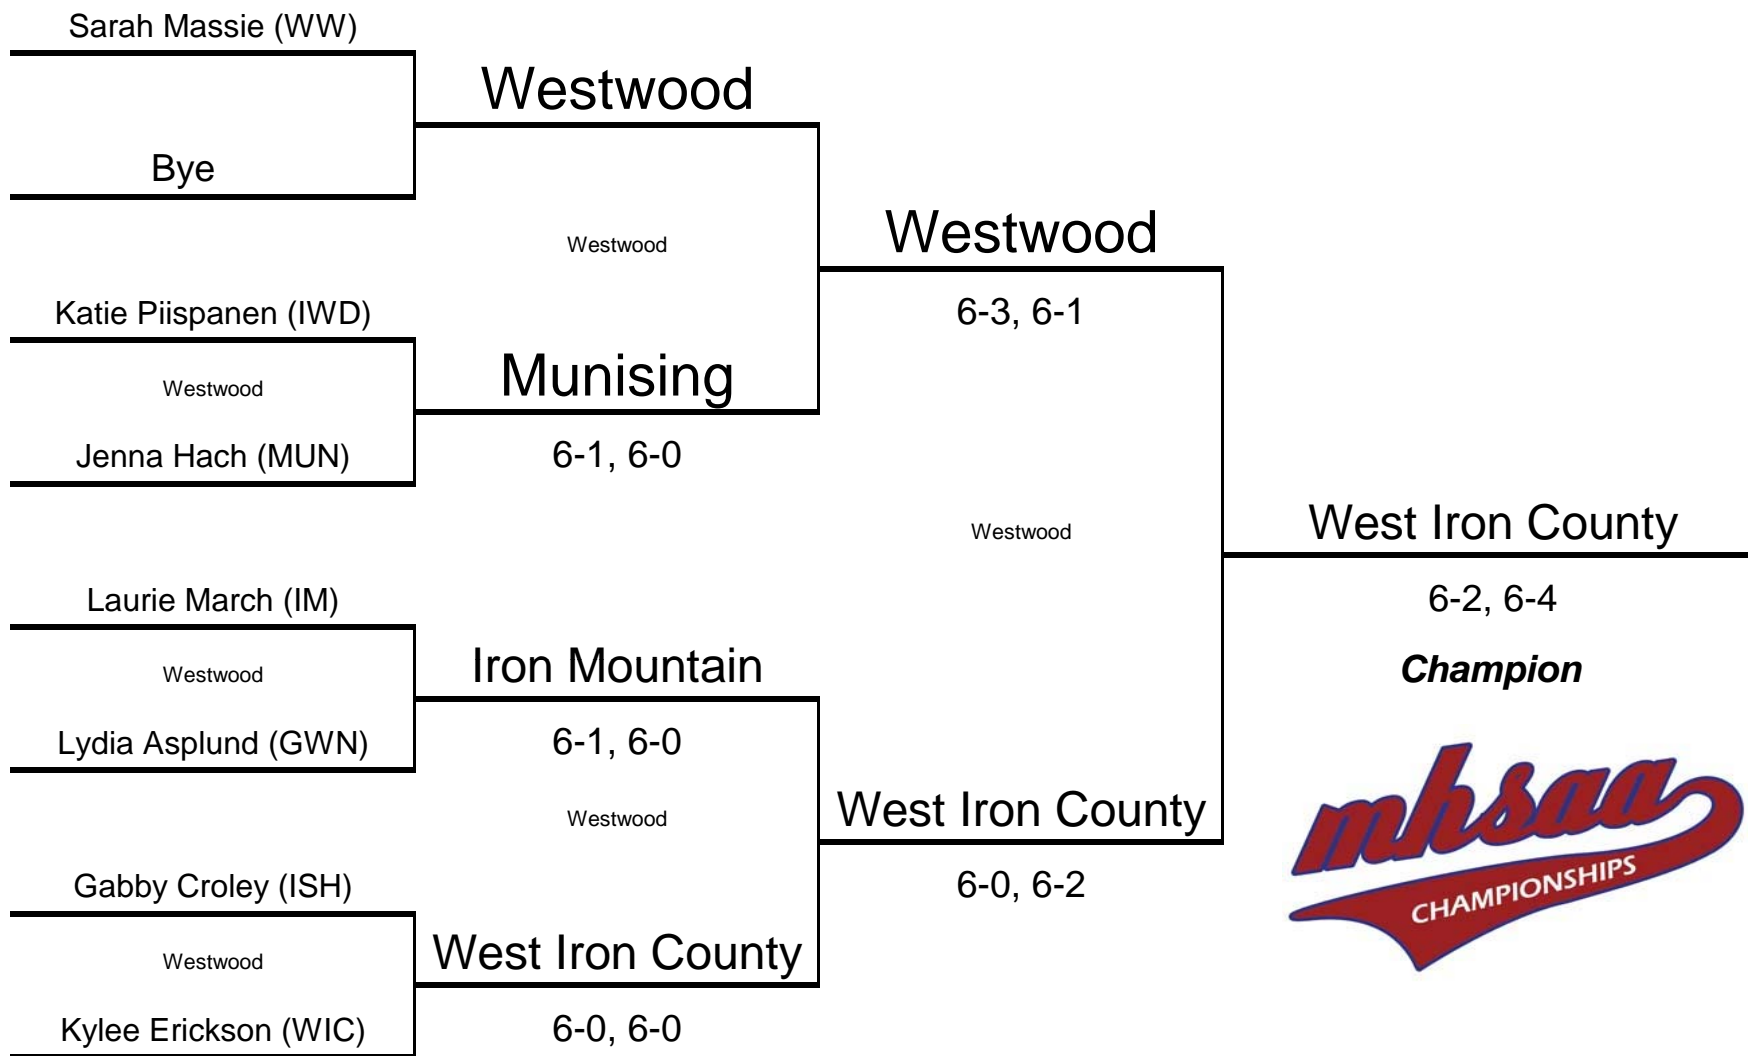 Sarah Massie (WW)
Westwood
Bye
Westwood
Westwood
Katie Piispanen (IWD)
6-3, 6-1
Westwood
Munising
Jenna Hach (MUN)
6-1, 6-0
Westwood
West Iron County
Laurie March (IM)
6-2, 6-4
Westwood
Iron Mountain
Champion
Lydia Asplund (GWN)
6-1, 6-0
Westwood
West Iron County
mhsaa
CHAMPIONSHIPS
Gabby Croley (ISH)
6-0, 6-2
Westwood
West Iron County
Kylee Erickson (WIC)
6-0, 6-0